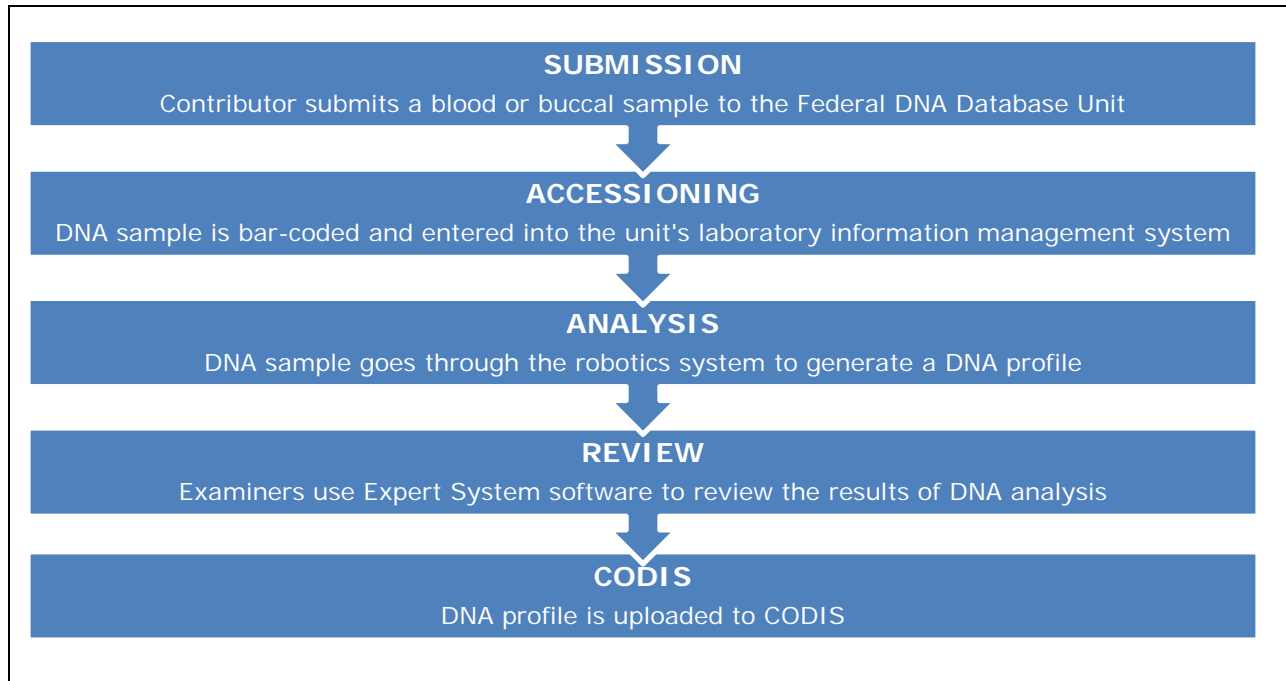 SUBMISSION
Contributor submits a blood or buccal sample to the Federal DNA Database Unit
ACCESSIONING
DNA sample is bar-coded and entered into the unit's laboratory information management system
ANALYSIS
DNA sample goes through the robotics system to generate a DNA profile
REVIEW
Examiners use Expert System software to review the results of DNA analysis
CODIS
DNA profile is uploaded to CODIS